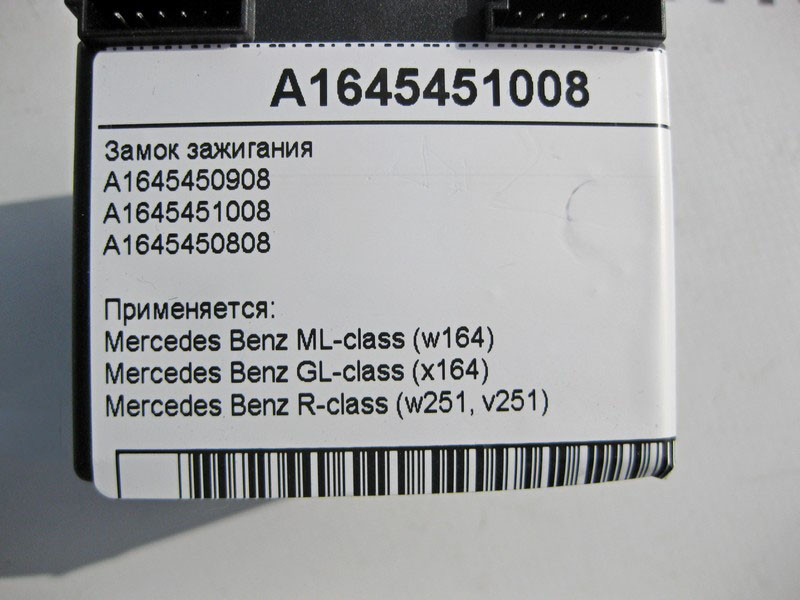 A1645451008
Замок зажигания
A1645450908
A1645451008
A1645450808
Применяется:
Mercedes Benz ML-class (w164)
Mercedes Benz GL-class (x164)
Mercedes Benz R-class (w251, v251)